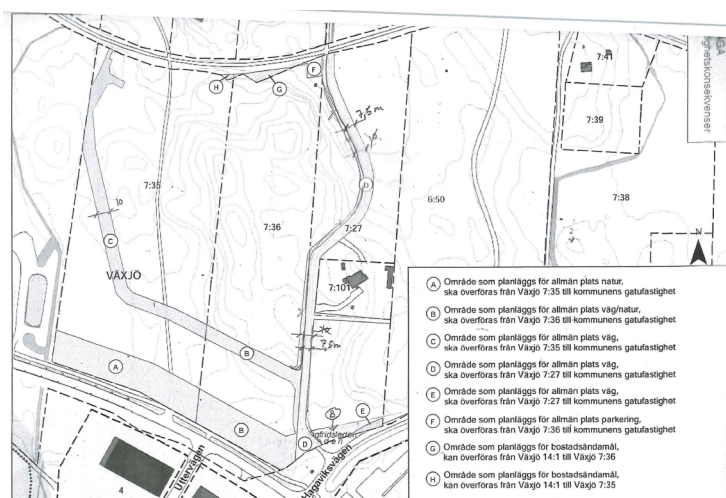 GA
ghetskonsekvenser
7:41
F
H
G
7,5 m
7:39
D
7:35
6:50
7:38
10
7:36
7:27
N
C
VÄXJÖ
7:101
A Område som planläggs för allmän plats natur,
ska överföras från Växjö 7:35 till kommunens gatufastighet
B Område som planläggs för allmän plats väg/natur,
ska överföras från Växjö 7:36 till kommunens gatufastighet
C Område som planläggs för allmän plats väg,
ska överföras från Växjö 7:35 till kommunens gatufastighet
D Område som planläggs för allmän plats väg,
ska överföras från Växjö 7:27 till kommunens gatufastighet
E Område som planläggs för allmän plats väg,
ska överföras från Växjö 7:27 till kommunens gatufastighet
F Område som planläggs för allmän plats parkering,
ska överföras från Växjö 7:36 till kommunens gatufastighet
G Område som planläggs för bostadsändamål,
kan överföras från Växjö 14:1 till Växjö 7:36
H Område som planläggs för bostadsändamål,
kan överföras från Växjö 14:1 till Växjö 7:35
7,5m
B
A
E
B
D
Uttervägen
Hagaviksvägen
4